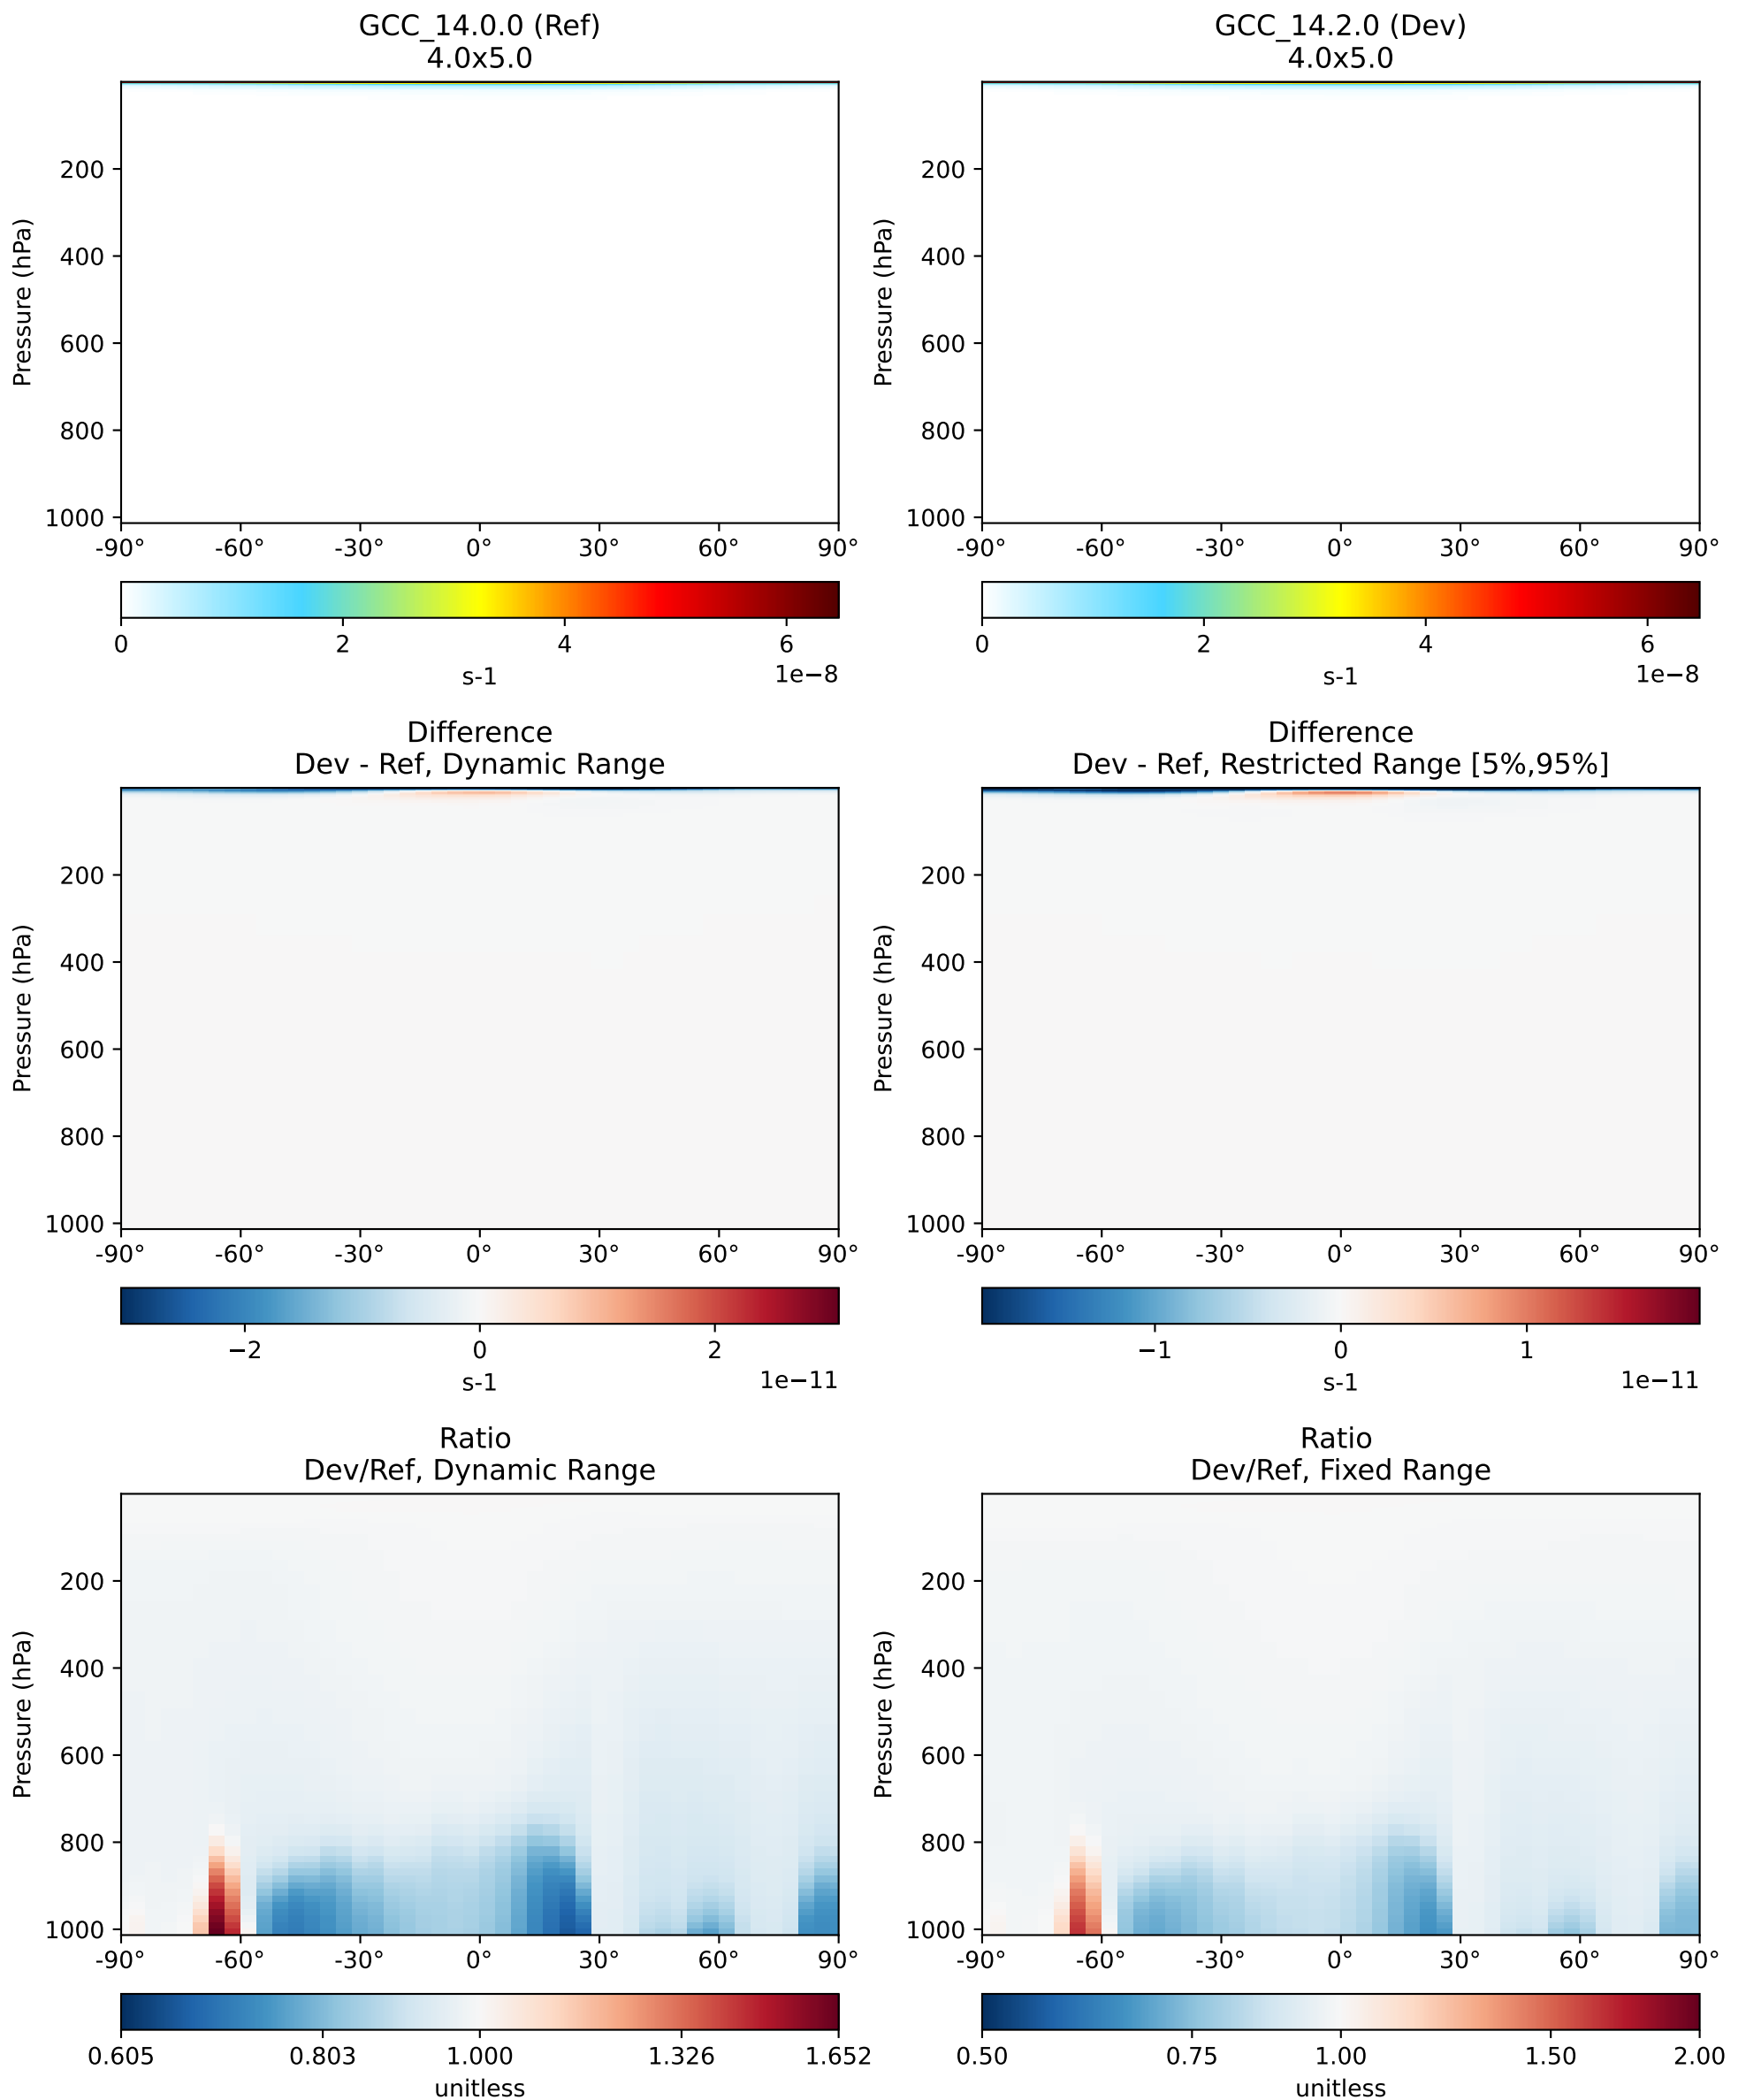 GCC_14.0.0 (Ref)
4.0x5.0
Pressure (hPa)
200
400
600
800
1000
-90° -60° -30° 0° 30° 60° 90°
0 2 4 6
s-1
1e−8
GCC_14.2.0 (Dev)
4.0x5.0
Pressure (hPa)
200
400
600
800
1000
-90° -60° -30° 0° 30° 60° 90°
0 2 4 6
s-1
1e−8
Difference
Dev - Ref, Dynamic Range
Pressure (hPa)
200
400
600
800
1000
-90° -60° -30° 0° 30° 60° 90°
−2 0 2
s-1
1e−11
Difference
Dev - Ref, Restricted Range [5%,95%]
Pressure (hPa)
200
400
600
800
1000
-90° -60° -30° 0° 30° 60° 90°
−1 0 1
s-1
1e−11
Ratio
Dev/Ref, Dynamic Range
Pressure (hPa)
200
400
600
800
1000
-90° -60° -30° 0° 30° 60° 90°
0.605 0.803 1.000 1.326 1.652
unitless
Ratio
Dev/Ref, Fixed Range
Pressure (hPa)
200
400
600
800
1000
-90° -60° -30° 0° 30° 60° 90°
0.50 0.75 1.00 1.50 2.00
unitless